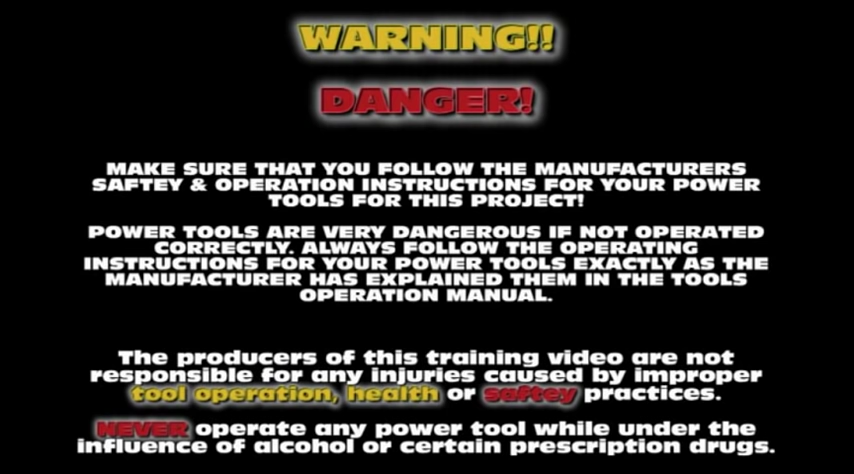 WARNING!!
DANGER!
MAKE SURE THAT YOU FOLLOW THE MANUFACTURERS
SAFTEY & OPERATION INSTRUCTIONS FOR YOUR POWER
TOOLS FOR THIS PROJECT!
POWER TOOLS ARE VERY DANGEROUS IF NOT OPERATED
CORRECTLY. ALWAYS FOLLOW THE OPERATING
INSTRUCTIONS FOR YOUR POWER TOOLS EXACTLY AS THE
MANUFACTURER HAS EXPLAINED THEM IN THE TOOLS
OPERATION MANUAL.
The producers of this training video are not
responsible for any injuries caused by improper
tool operation, health or saftey practices.
NEVER operate any power tool while under the
influence of alcohol or certain prescription drugs.